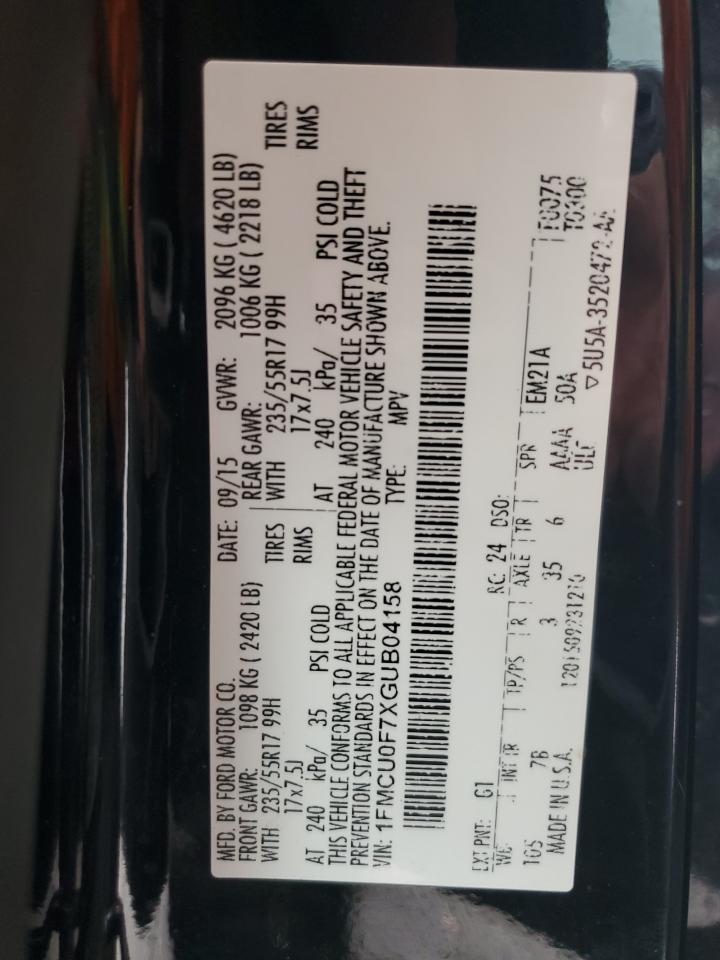 MFD. BY FORD MOTOR CO. DATE: 09/15 GVWR: 2096 KG ( 4620 LB)
FRONT GAWR: 1098 KG ( 2420 LB) REAR GAWR: 1006 KG ( 2218 LB)
WITH 235/55R17 99H TIRES WITH 235/55R17 99H TIRES
17x7.5J RIMS 17x7.5J RIMS
AT 240 kPa/ 35 PSI COLD AT 240 kPa/ 35 PSI COLD
THIS VEHICLE CONFORMS TO ALL APPLICABLE FEDERAL MOTOR VEHICLE SAFETY AND THEFT
PREVENTION STANDARDS IN EFFECT ON THE DATE OF MANUFACTURE SHOWN ABOVE.
VIN: 1FMCU0F7XGUB04158 TYPE: MPV
EXT PNT: G1 RC: 24 DSO:
WB INT TR TP/PS R AXLE TR SPR EM21A T0075
105 7B 3 35 6 AAAA 50A T0300
MADE IN U.S.A. ULT
▽5U5A-3520472-AA